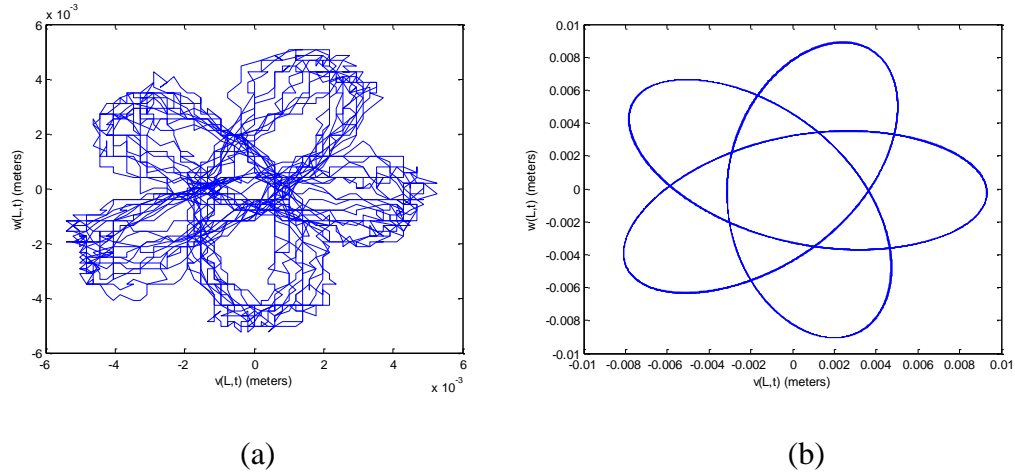 x 10⁻³
6
4
2
0
-2
-4
-6
w(L,t) (meters)
-6 -4 -2 0 2 4 6
v(L,t) (meters)
x 10⁻³
(a)
0.01
0.008
0.006
0.004
0.002
0
-0.002
-0.004
-0.006
-0.008
-0.01
w(L,t) (meters)
-0.01 -0.008 -0.006 -0.004 -0.002 0 0.002 0.004 0.006 0.008 0.01
v(L,t) (meters)
(b)